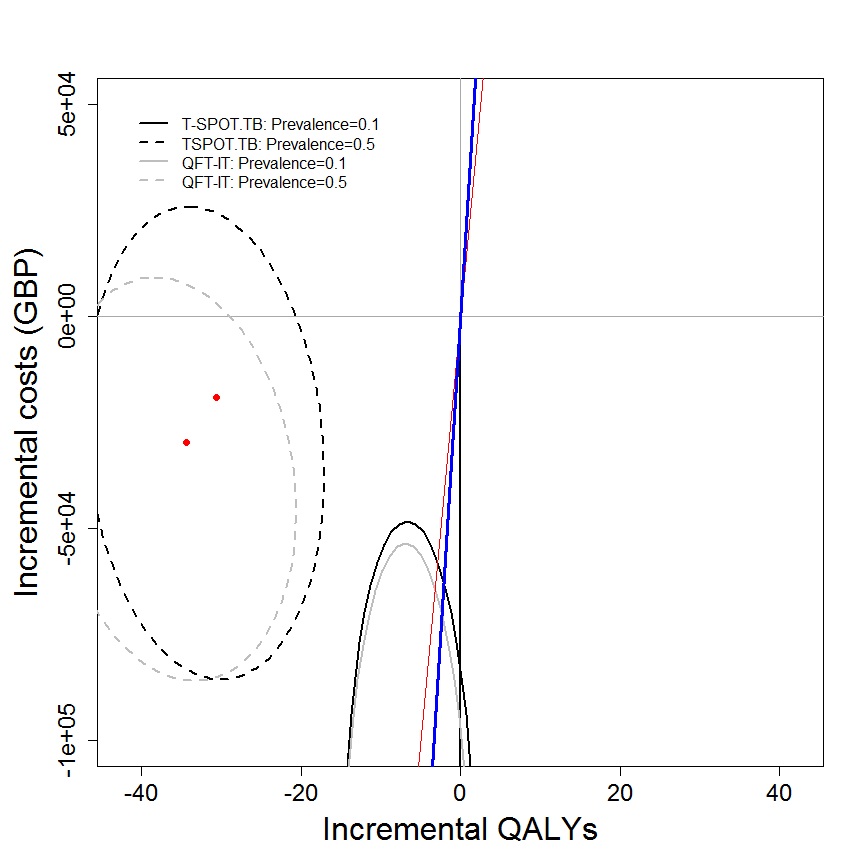 T-SPOT.TB: Prevalence=0.1
TSPOT.TB: Prevalence=0.5
QFT-IT: Prevalence=0.1
QFT-IT: Prevalence=0.5
Incremental costs (GBP)
5e+04
0e+00
-5e+04
-1e+05
-40 -20 0 20 40
Incremental QALYs